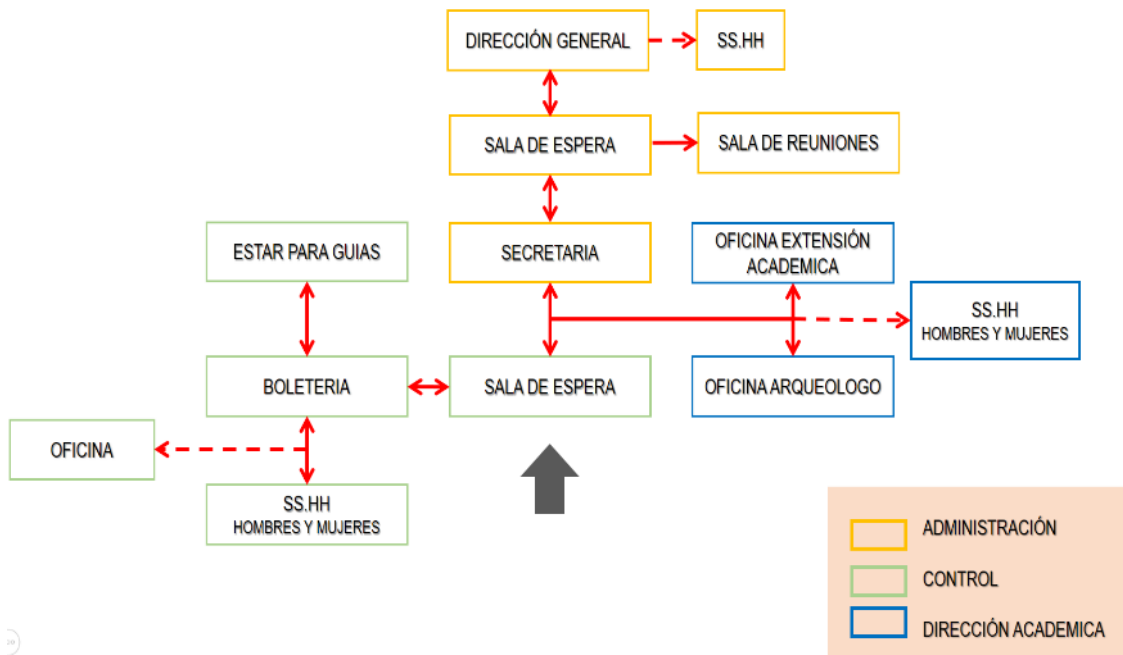 DIRECCIÓN GENERAL
SS.HH
SALA DE ESPERA
SALA DE REUNIONES
ESTAR PARA GUIAS
SECRETARIA
OFICINA EXTENSIÓN
ACADEMICA
SS.HH
HOMBRES Y MUJERES
BOLETERIA
SALA DE ESPERA
OFICINA ARQUEOLOGO
OFICINA
SS.HH
HOMBRES Y MUJERES
ADMINISTRACIÓN
CONTROL
DIRECCIÓN ACADEMICA